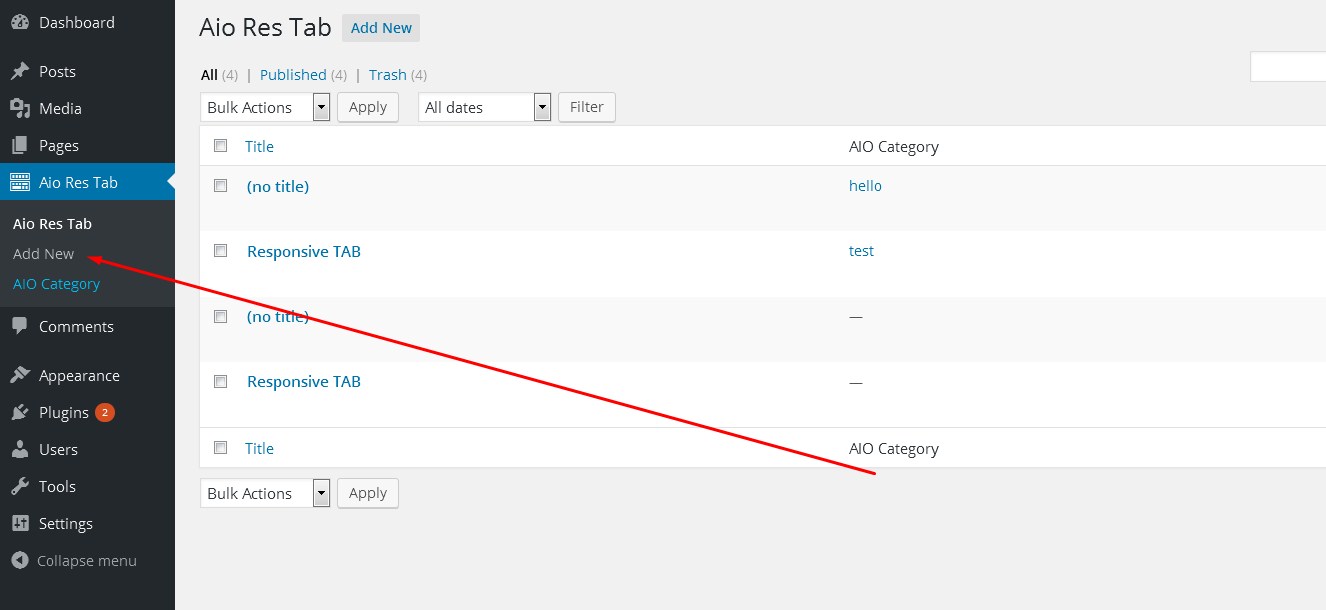 Dashboard
Posts
Media
Pages
Aio Res Tab
Aio Res Tab
Add New
AIO Category
Comments
Appearance
Plugins 2
Users
Tools
Settings
Collapse menu
Aio Res Tab Add New
All (4) | Published (4) | Trash (4)
Bulk Actions Apply All dates Filter
Title AIO Category
(no title) hello
Responsive TAB test
(no title) —
Responsive TAB —
Title AIO Category
Bulk Actions Apply